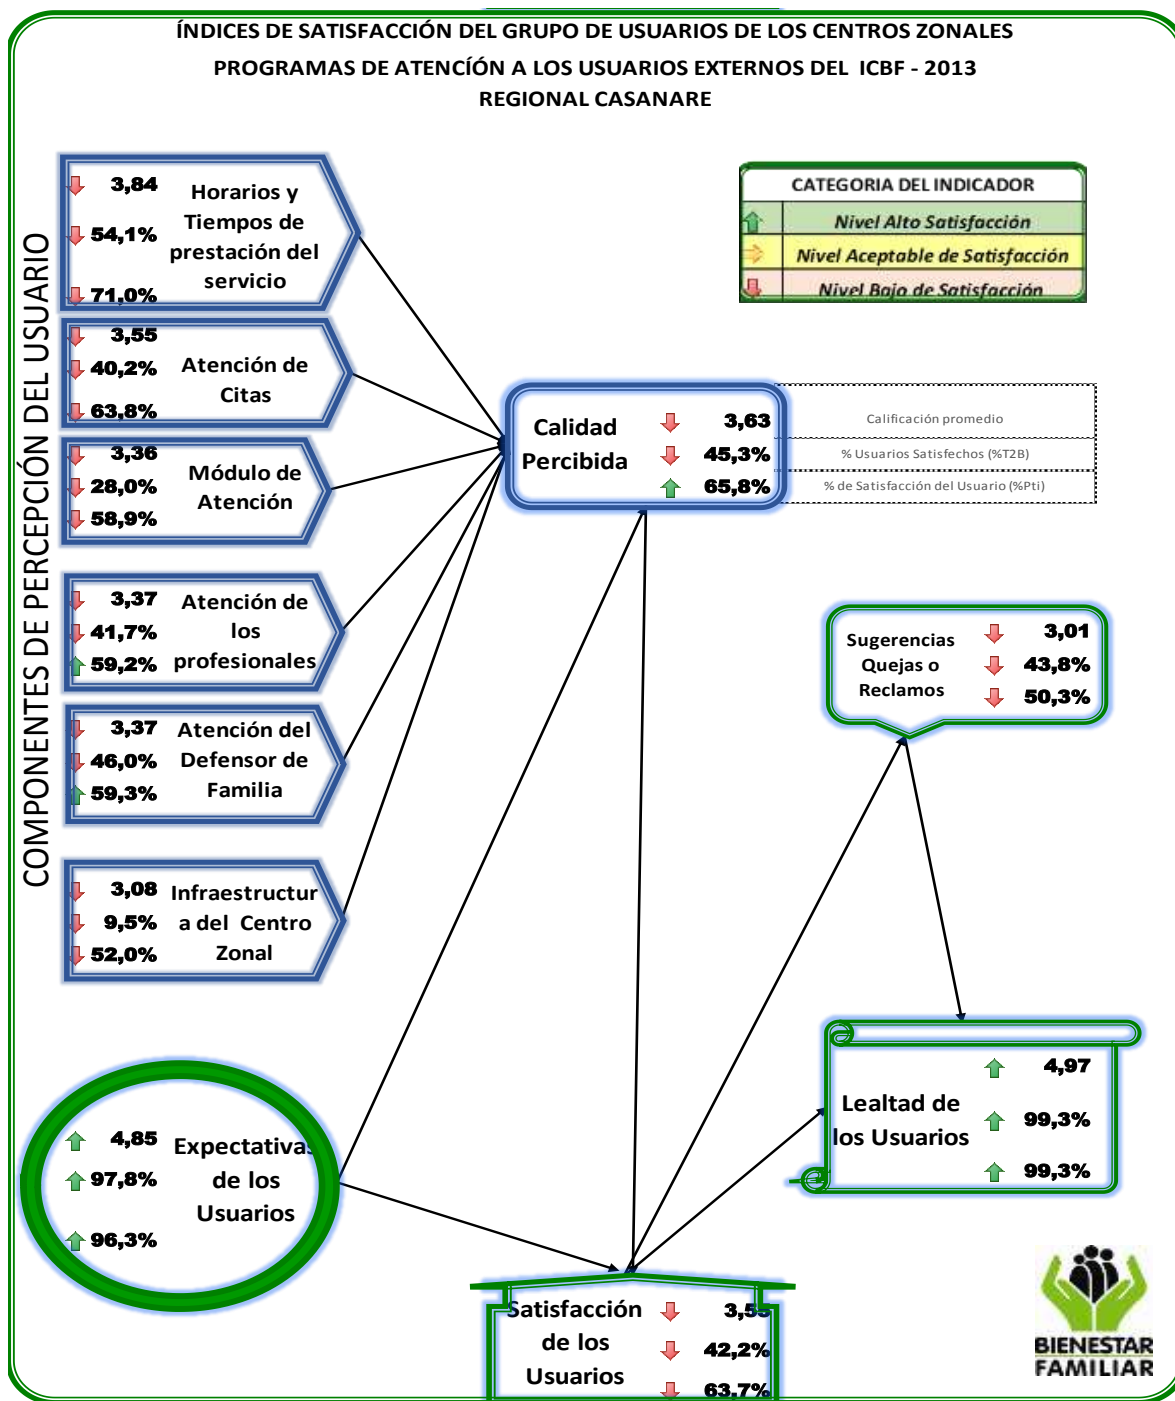 ÍNDICES DE SATISFACCIÓN DEL GRUPO DE USUARIOS DE LOS CENTROS ZONALES
PROGRAMAS DE ATENCÍÓN A LOS USUARIOS EXTERNOS DEL ICBF - 2013
REGIONAL CASANARE
COMPONENTES DE PERCEPCIÓN DEL USUARIO
3,84
54,1%
71,0%
Horarios y
Tiempos de
prestación del
servicio
CATEGORIA DEL INDICADOR
Nivel Alto Satisfacción
Nivel Aceptable de Satisfacción
Nivel Bajo de Satisfacción
3,55
40,2%
63,8%
Atención de
Citas
3,36
28,0%
58,9%
Módulo de
Atención
Calidad
Percibida
3,63
45,3%
65,8%
Calificación promedio
% Usuarios Satisfechos (%T2B)
% de Satisfacción del Usuario (%Pti)
3,37
41,7%
59,2%
Atención de
los
profesionales
Sugerencias
Quejas o
Reclamos
3,01
43,8%
50,3%
3,37
46,0%
59,3%
Atención del
Defensor de
Familia
3,08
9,5%
52,0%
Infraestructur
a del Centro
Zonal
Lealtad de
los Usuarios
4,97
99,3%
99,3%
4,85
97,8%
96,3%
Expectativas
de los
Usuarios
Satisfacción
de los
Usuarios
3,55
42,2%
63,7%
BIENESTAR
FAMILIAR